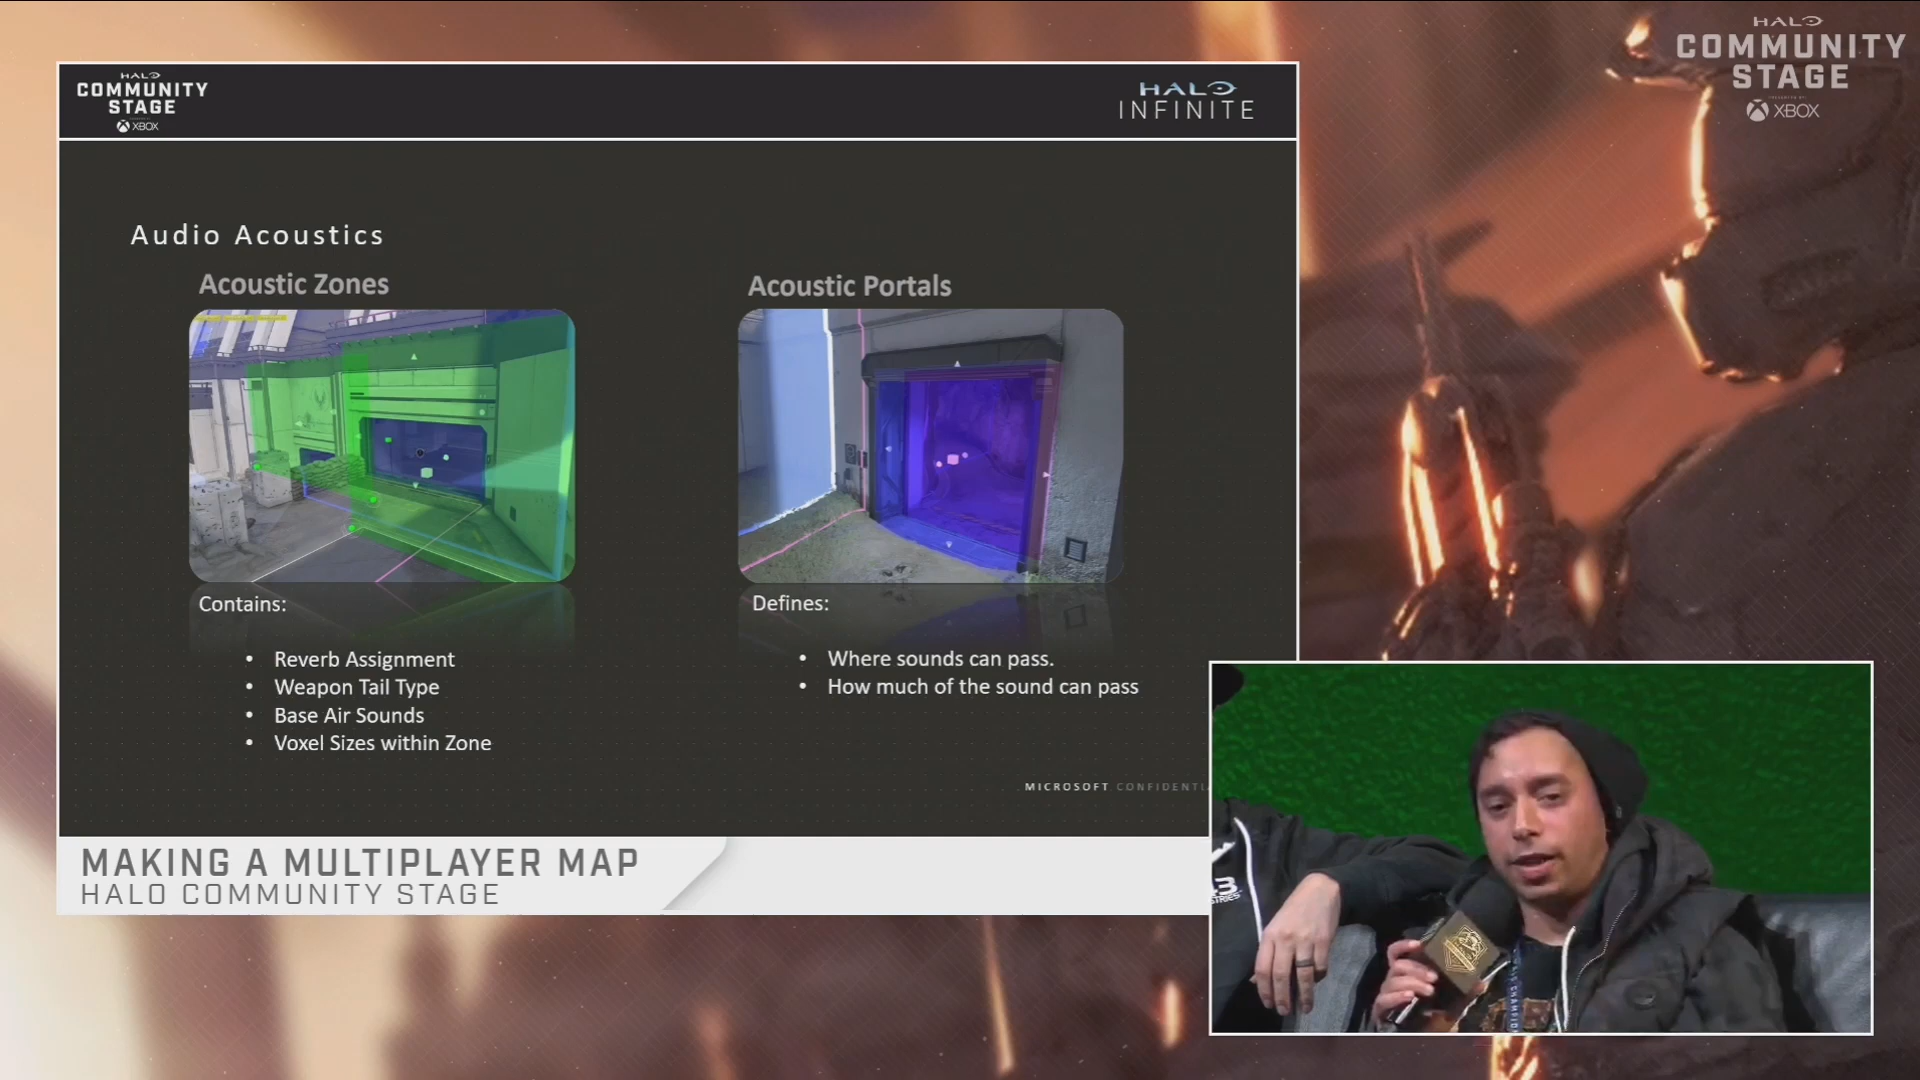 HALO
COMMUNITY
STAGE
XBOX
HALO
INFINITE
HALO
COMMUNITY
STAGE
XBOX
Audio Acoustics
Acoustic Zones
Acoustic Portals
Contains:
• Reverb Assignment
• Weapon Tail Type
• Base Air Sounds
• Voxel Sizes within Zone
Defines:
• Where sounds can pass.
• How much of the sound can pass
MICROSOFT CONFIDENTI
MAKING A MULTIPLAYER MAP
HALO COMMUNITY STAGE